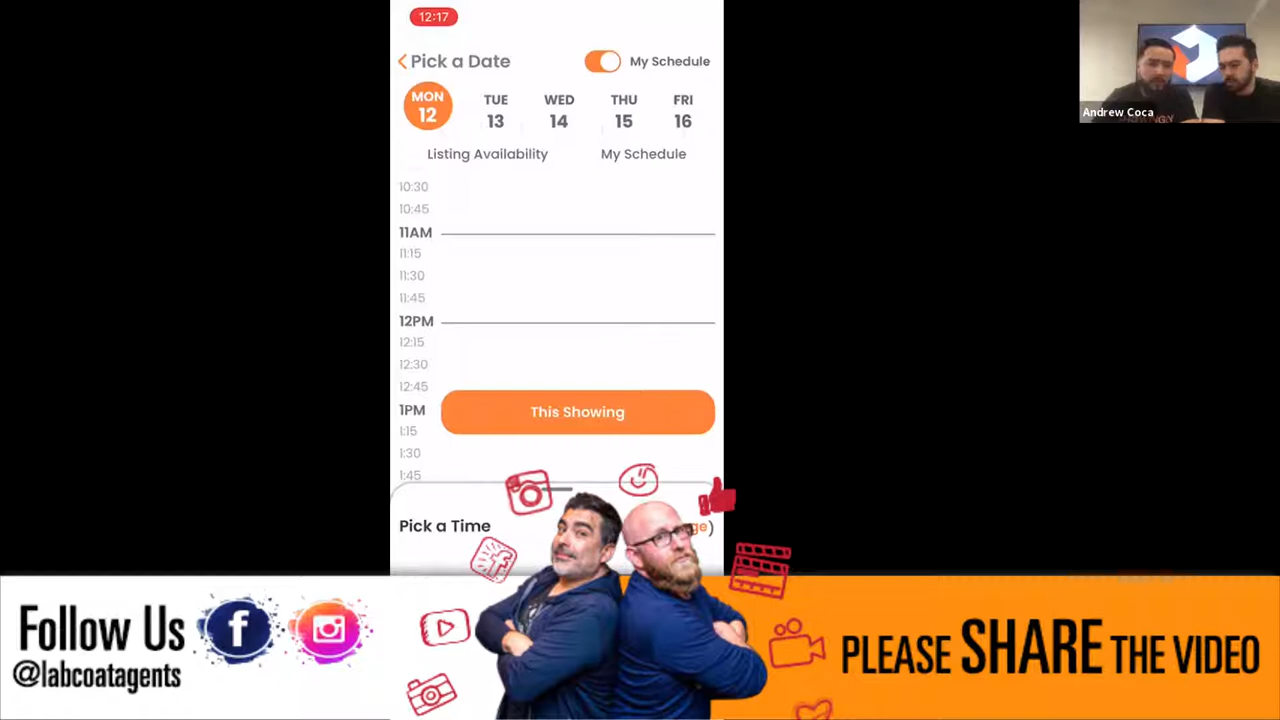 12:17
Pick a Date
My Schedule
MON TUE WED THU FRI
12 13 14 15 16
Listing Availability My Schedule
10:30
10:45
11AM
11:15
11:30
11:45
12PM
12:15
12:30
12:45
1PM This Showing
1:15
1:30
1:45
Pick a Time
Andrew Coca
Follow Us
@labcoatagents
PLEASE SHARE THE VIDEO